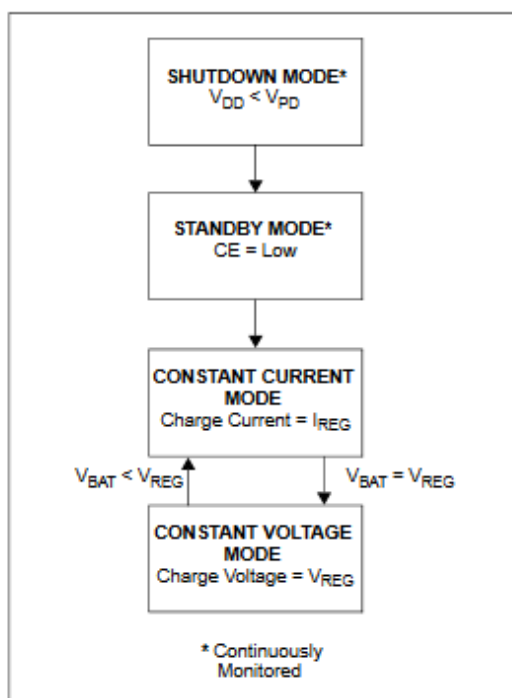 SHUTDOWN MODE*
VDD < VPD
STANDBY MODE*
CE = Low
CONSTANT CURRENT
MODE
Charge Current = IREG
VBAT < VREG
VBAT = VREG
CONSTANT VOLTAGE
MODE
Charge Voltage = VREG
* Continuously
Monitored